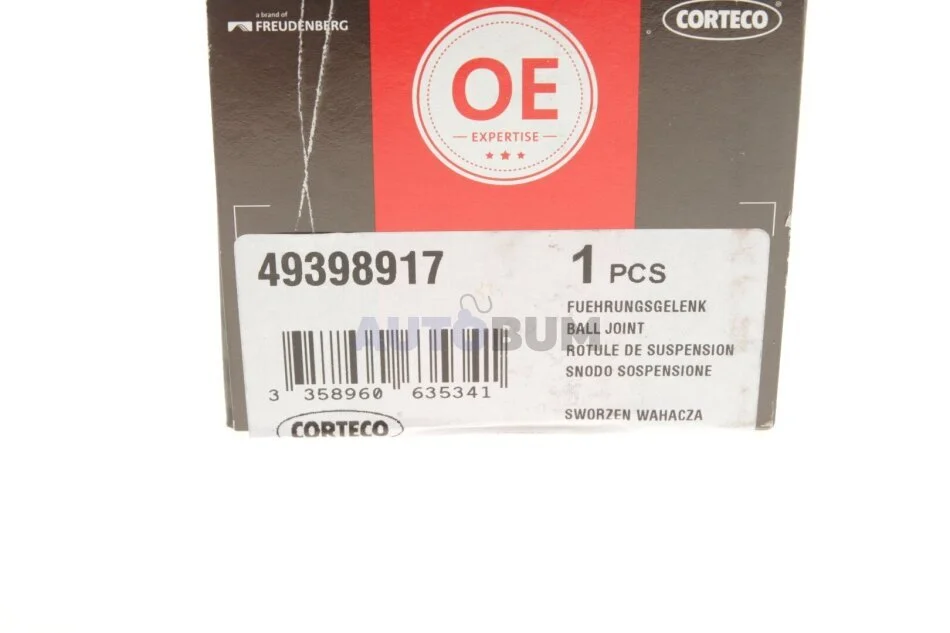 a brand of
FREUDENBERG
CORTECO
OE
EXPERTISE
49398917
1 PCS
FUEHRUNGSGELENK
BALL JOINT
ROTULE DE SUSPENSION
SNODO SOSPENSIONE
SWORZEN WAHACZA
AUTOBUM
3 358960 635341
CORTECO